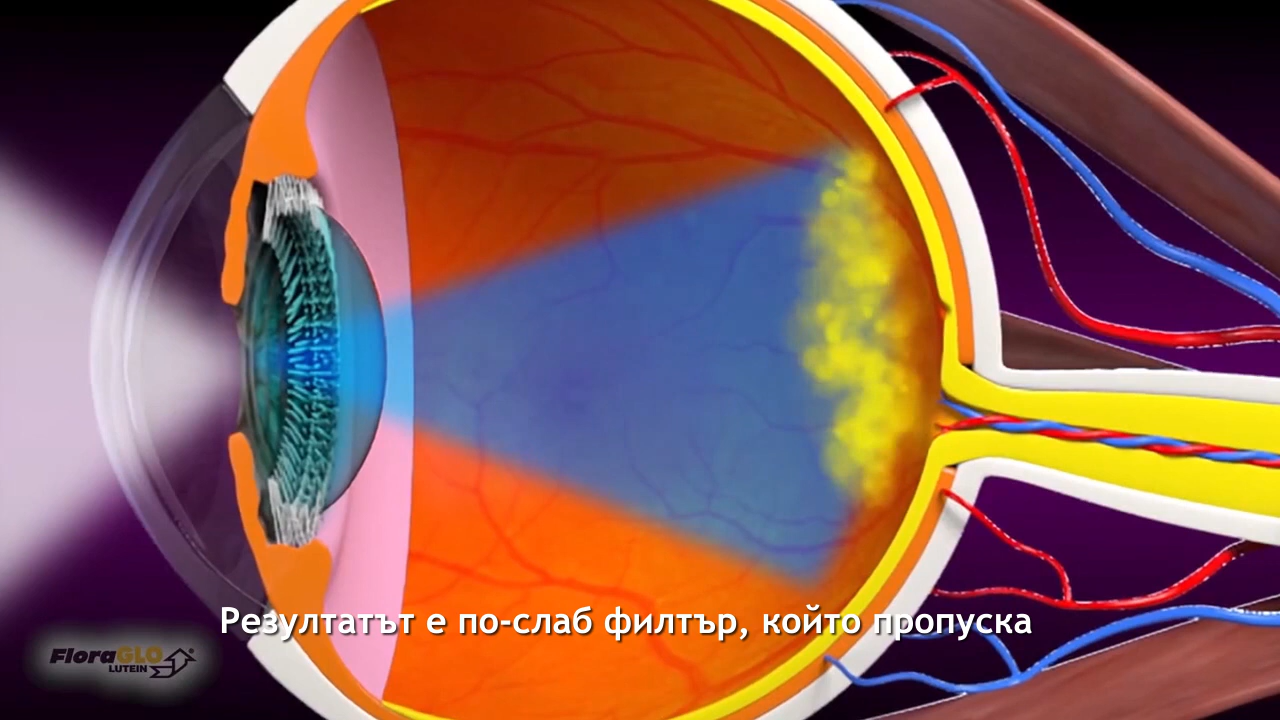 Резултатът е по-слаб филтър, който пропуска
FloraGLO®
LUTEIN